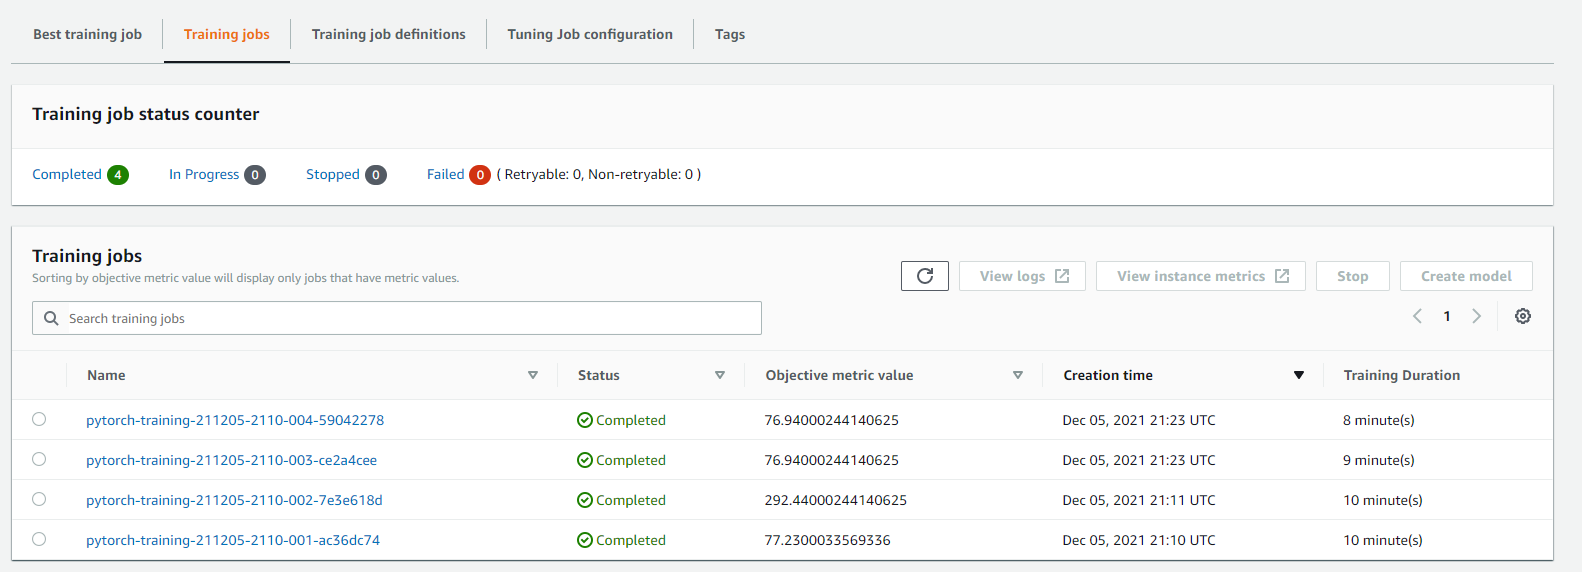 Best training job Training jobs Training job definitions Tuning Job configuration Tags
Training job status counter
Completed 4 In Progress 0 Stopped 0 Failed 0 ( Retryable: 0, Non-retryable: 0 )
Training jobs
Sorting by objective metric value will display only jobs that have metric values.
View logs View instance metrics Stop Create model
Search training jobs
1
Name Status Objective metric value Creation time Training Duration
pytorch-training-211205-2110-004-59042278 Completed 76.94000244140625 Dec 05, 2021 21:23 UTC 8 minute(s)
pytorch-training-211205-2110-003-ce2a4cee Completed 76.94000244140625 Dec 05, 2021 21:23 UTC 9 minute(s)
pytorch-training-211205-2110-002-7e3e618d Completed 292.44000244140625 Dec 05, 2021 21:11 UTC 10 minute(s)
pytorch-training-211205-2110-001-ac36dc74 Completed 77.2300033569336 Dec 05, 2021 21:10 UTC 10 minute(s)